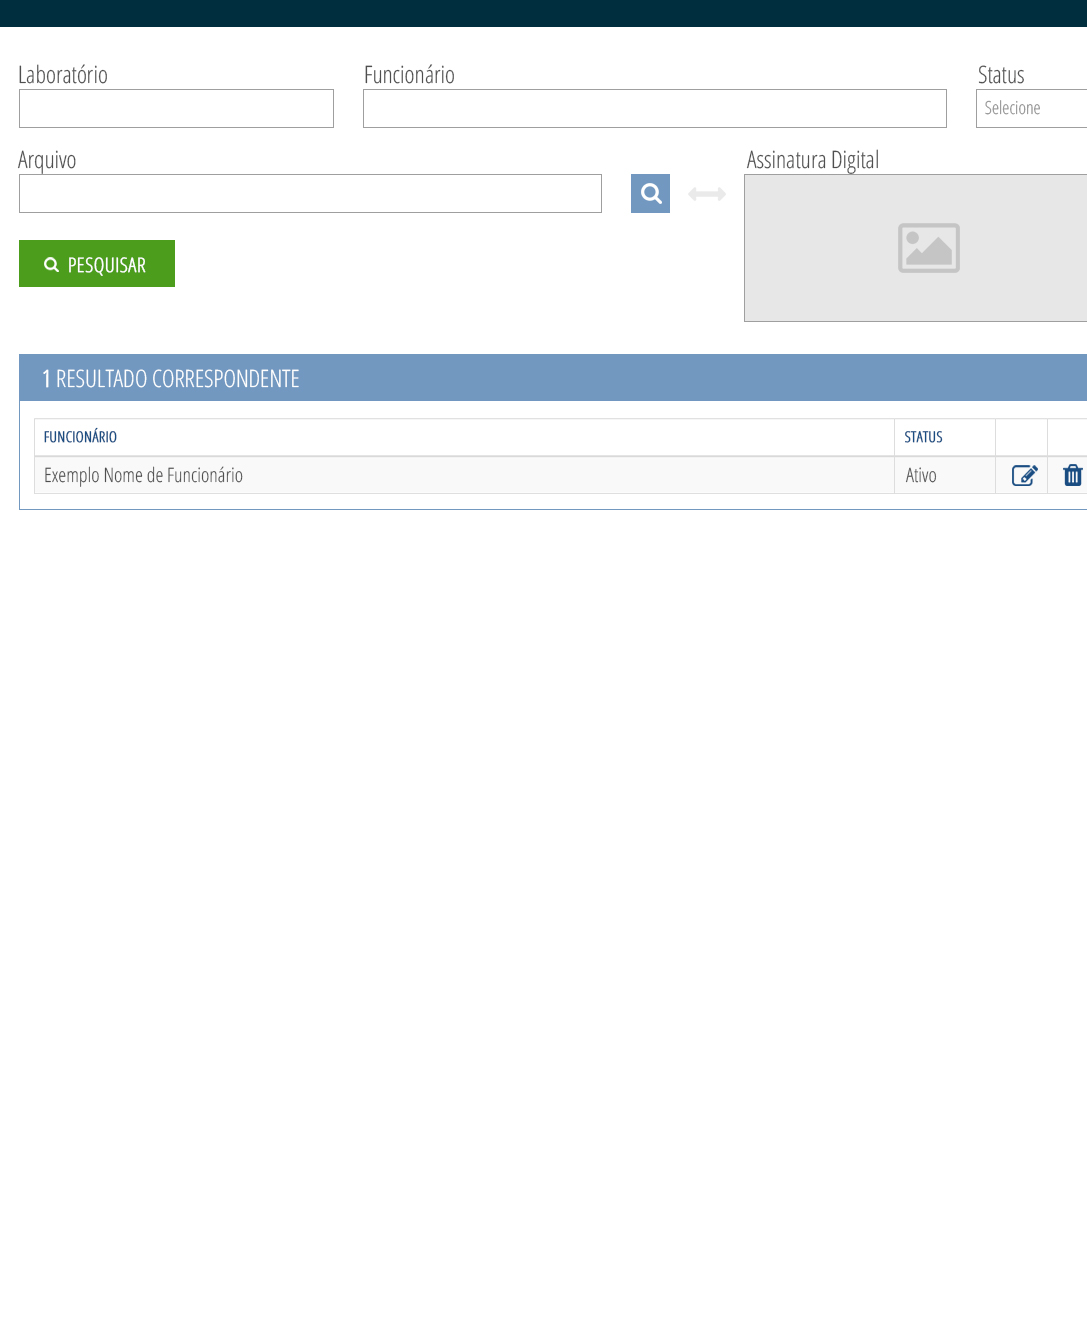 Laboratório Funcionário Status
Selecione
Arquivo Assinatura Digital
PESQUISAR
1 RESULTADO CORRESPONDENTE
FUNCIONÁRIO STATUS
Exemplo Nome de Funcionário Ativo